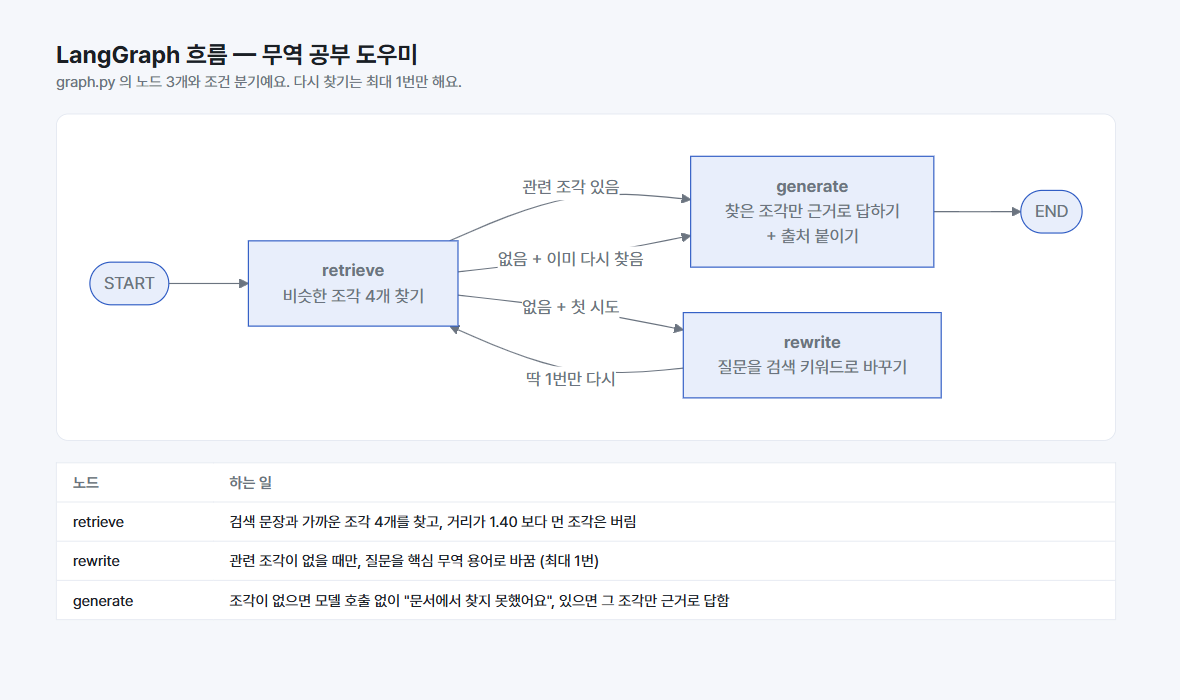 LangGraph 흐름 — 무역 공부 도우미
graph.py 의 노드 3개와 조건 분기예요. 다시 찾기는 최대 1번만 해요.
START
retrieve
비슷한 조각 4개 찾기
관련 조각 있음
없음 + 이미 다시 찾음
없음 + 첫 시도
딱 1번만 다시
generate
찾은 조각만 근거로 답하기
+ 출처 붙이기
rewrite
질문을 검색 키워드로 바꾸기
END
노드 하는 일
retrieve 검색 문장과 가까운 조각 4개를 찾고, 거리가 1.40 보다 먼 조각은 버림
rewrite 관련 조각이 없을 때만, 질문을 핵심 무역 용어로 바꿈 (최대 1번)
generate 조각이 없으면 모델 호출 없이 "문서에서 찾지 못했어요", 있으면 그 조각만 근거로 답함